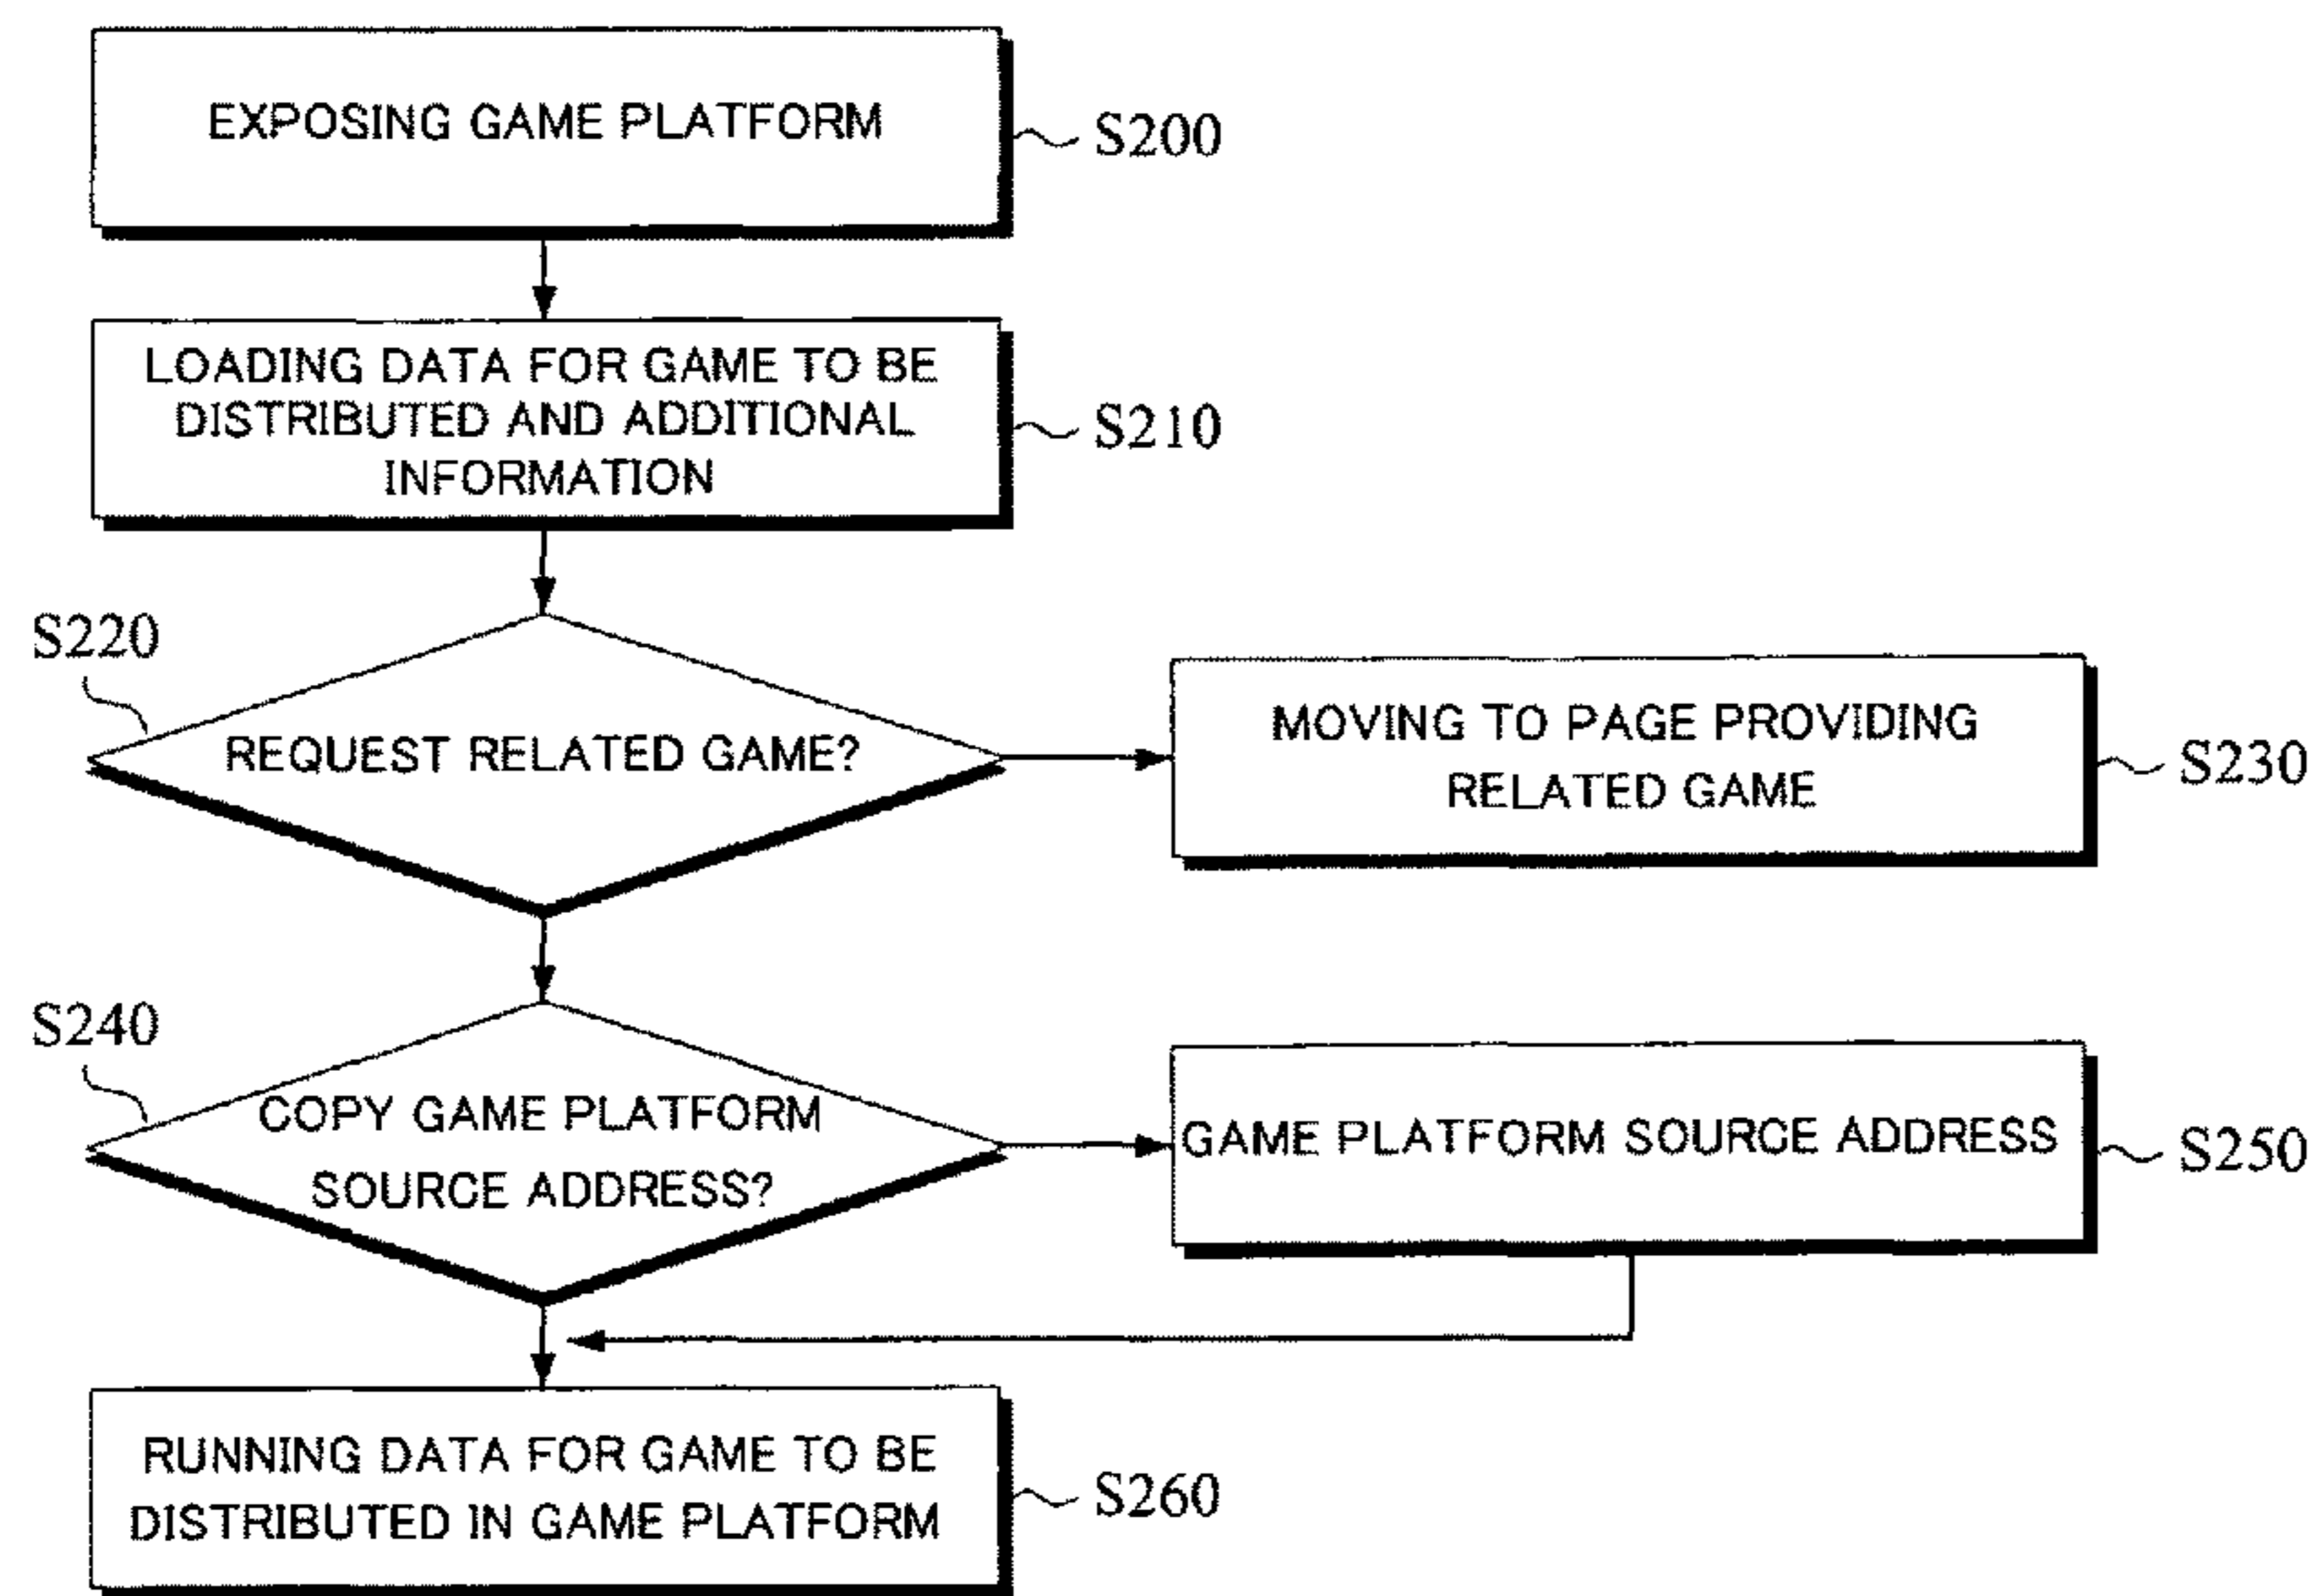 EXPOSING GAME PLATFORM
S200
LOADING DATA FOR GAME TO BE
DISTRIBUTED AND ADDITIONAL
INFORMATION
S210
S220
REQUEST RELATED GAME?
MOVING TO PAGE PROVIDING
RELATED GAME
S230
S240
COPY GAME PLATFORM
SOURCE ADDRESS?
GAME PLATFORM SOURCE ADDRESS
S250
RUNNING DATA FOR GAME TO BE
DISTRIBUTED IN GAME PLATFORM
S260